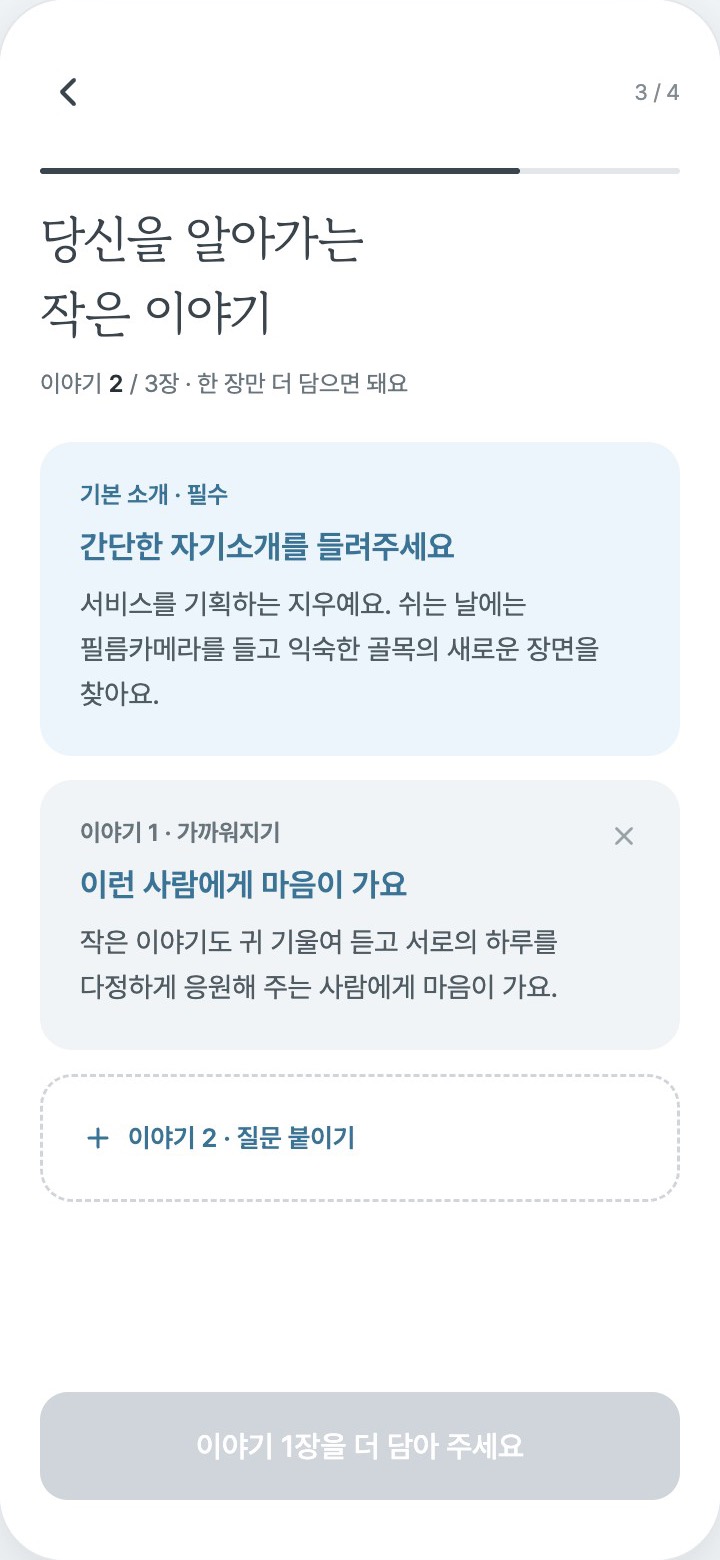 3 / 4
당신을 알아가는
작은 이야기
이야기 2 / 3장 · 한 장만 더 담으면 돼요
기본 소개 · 필수
간단한 자기소개를 들려주세요
서비스를 기획하는 지우예요. 쉬는 날에는
필름카메라를 들고 익숙한 골목의 새로운 장면을
찾아요.
이야기 1 · 가까워지기
이런 사람에게 마음이 가요
작은 이야기도 귀 기울여 듣고 서로의 하루를
다정하게 응원해 주는 사람에게 마음이 가요.
+ 이야기 2 · 질문 붙이기
이야기 1장을 더 담아 주세요